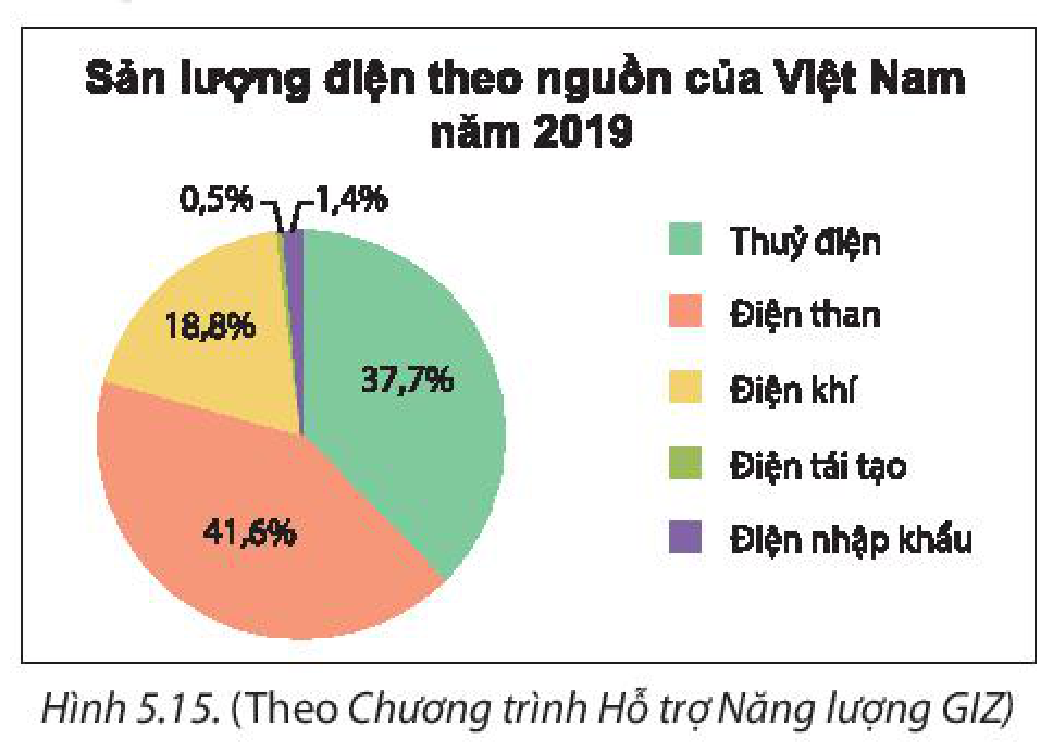 Sản lượng điện theo nguồn của Việt Nam
năm 2019
0,5%
1,4%
18,8%
37,7%
41,6%
Thuỷ điện
Điện than
Điện khí
Điện tái tạo
Điện nhập khẩu
Hình 5.15. (Theo Chương trình Hỗ trợ Năng lượng GIZ)